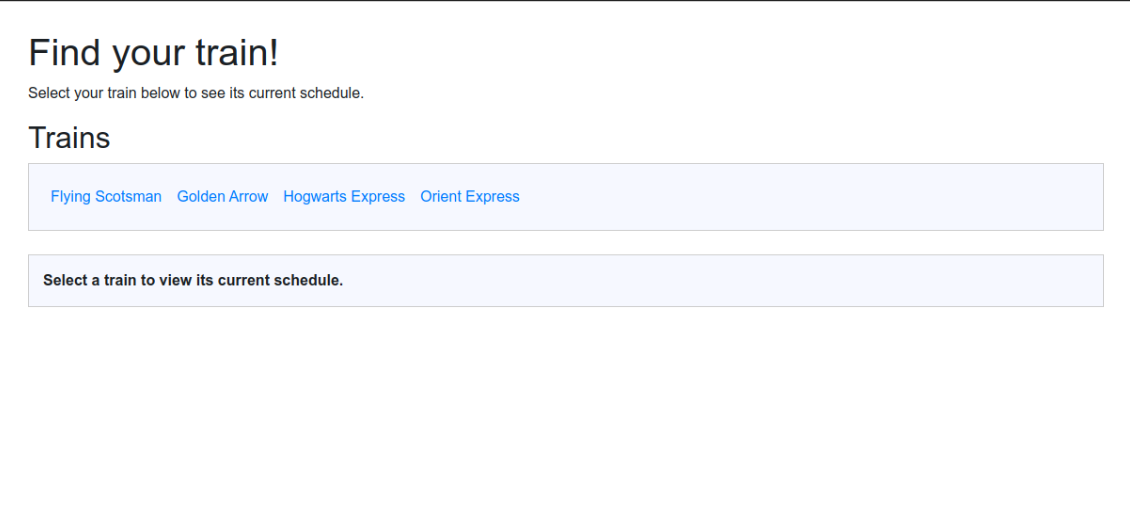 Find your train!
Select your train below to see its current schedule.
Trains
Flying Scotsman Golden Arrow Hogwarts Express Orient Express
Select a train to view its current schedule.